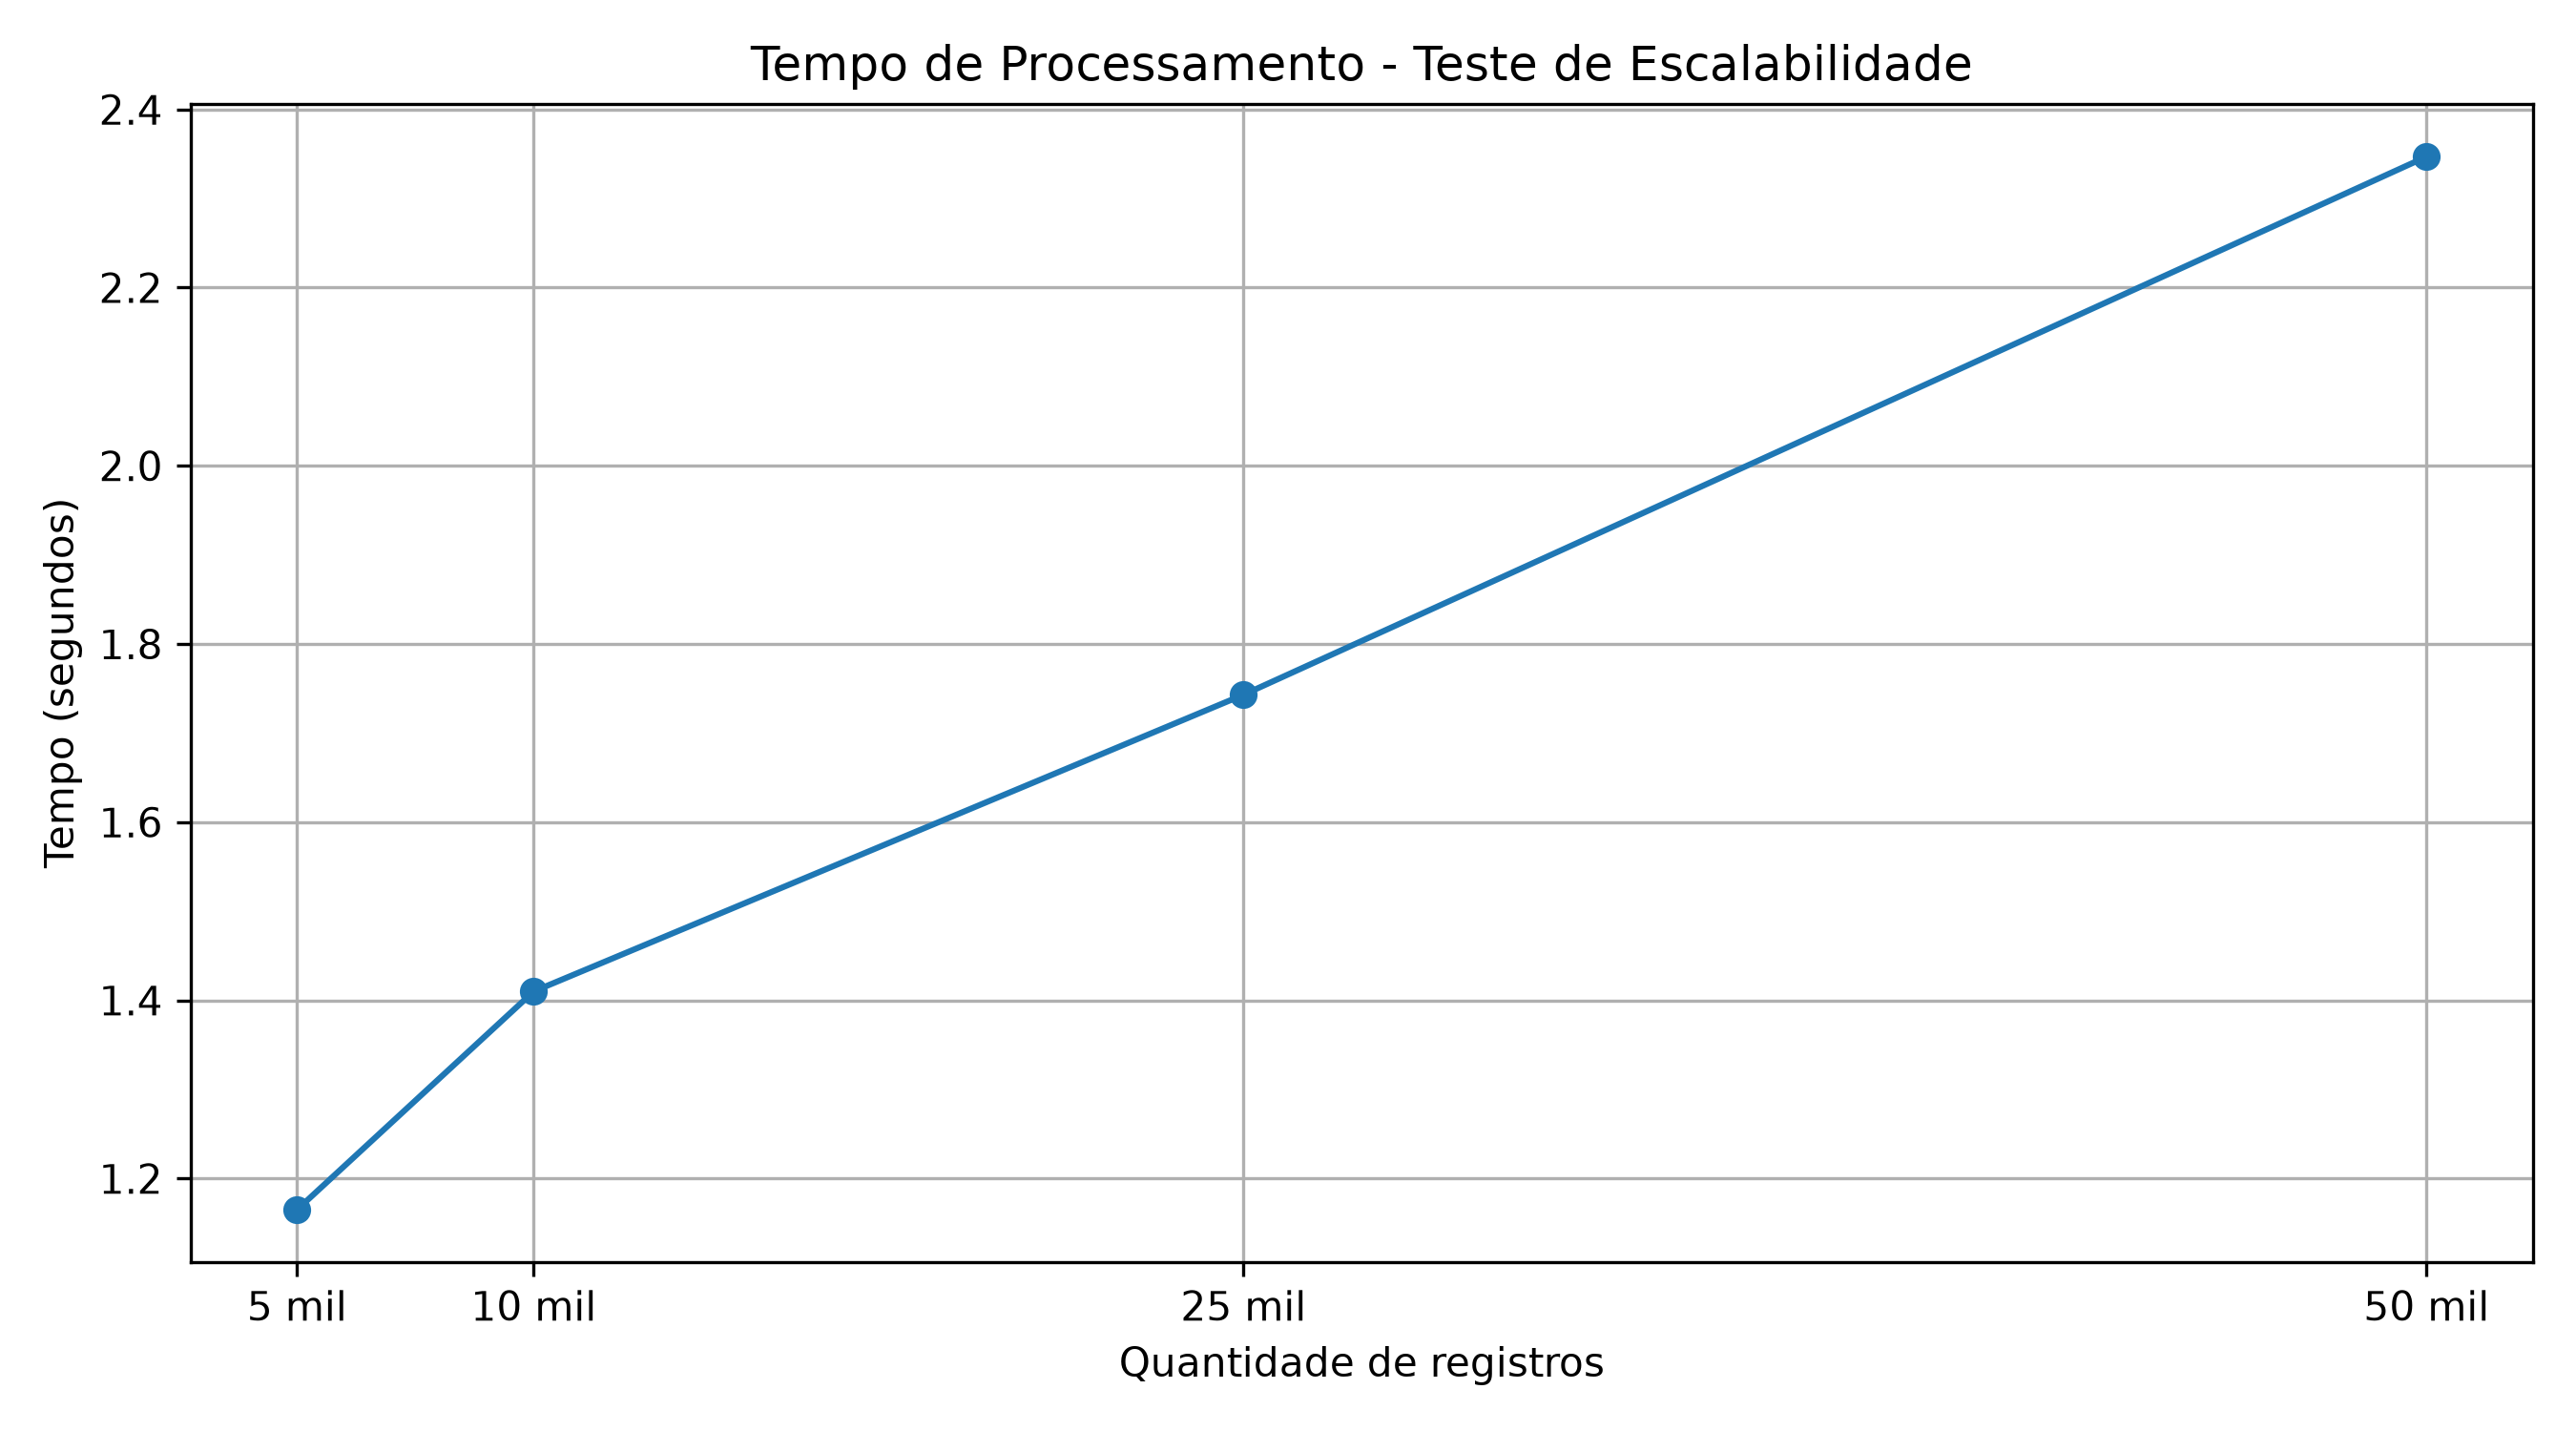 Tempo de Processamento - Teste de Escalabilidade
2.4
2.2
2.0
1.8
1.6
1.4
1.2
Tempo (segundos)
5 mil
10 mil
25 mil
50 mil
Quantidade de registros